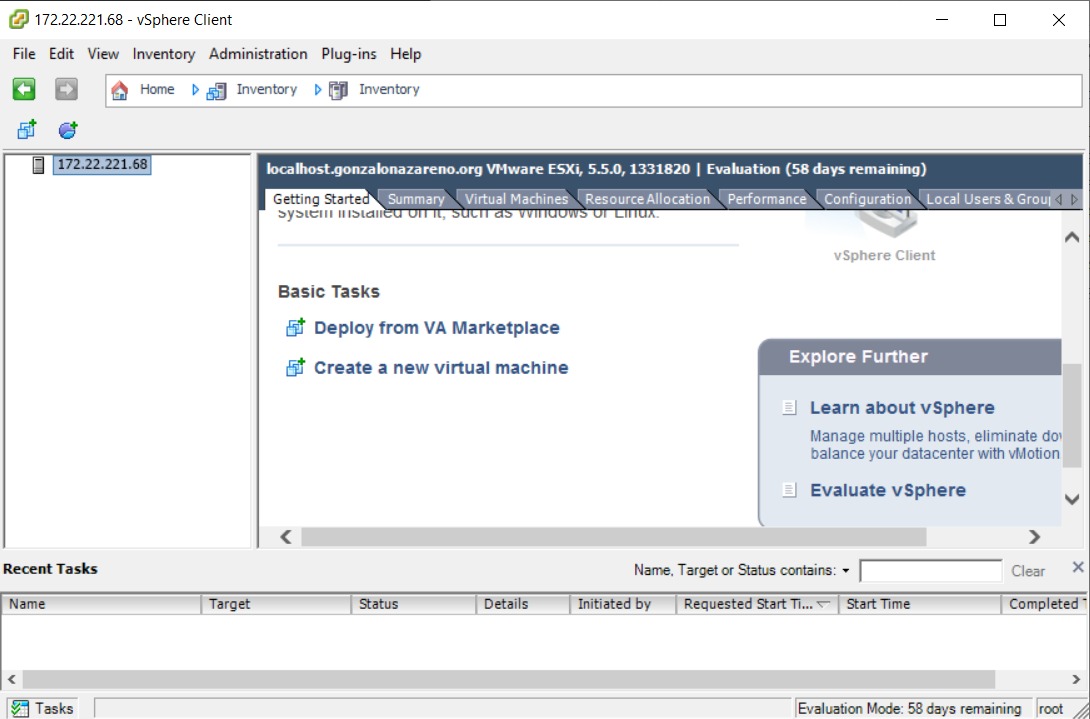 172.22.221.68 - vSphere Client
File Edit View Inventory Administration Plug-ins Help
Home Inventory Inventory
172.22.221.68
localhost.gonzalonazareno.org VMware ESXi, 5.5.0, 1331820 | Evaluation (58 days remaining)
Getting Started Summary Virtual Machines Resource Allocation Performance Configuration Local Users & Group
system installed on it, such as Windows or Linux.
vSphere Client
Basic Tasks
Deploy from VA Marketplace
Create a new virtual machine
Explore Further
Learn about vSphere
Manage multiple hosts, eliminate dov
balance your datacenter with vMotion
Evaluate vSphere
Recent Tasks
Name, Target or Status contains: Clear
Name Target Status Details Initiated by Requested Start Ti... Start Time Completed T
Tasks
Evaluation Mode: 58 days remaining root